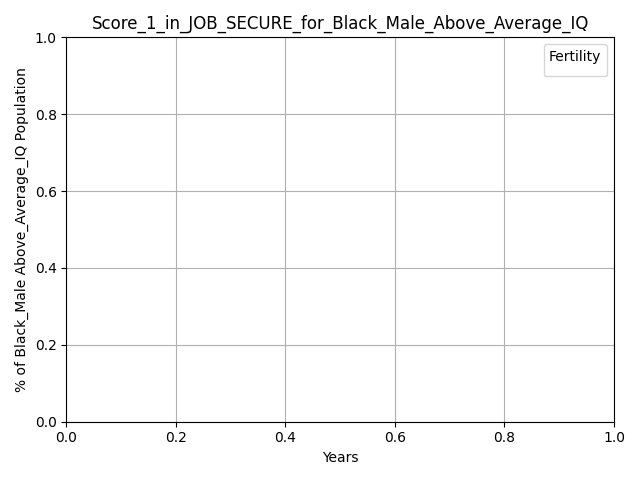 Score_1_in_JOB_SECURE_for_Black_Male_Above_Average_IQ
Fertility
% of Black_Male Above_Average_IQ Population
1.0
0.8
0.6
0.4
0.2
0.0
0.0 0.2 0.4 0.6 0.8 1.0
Years